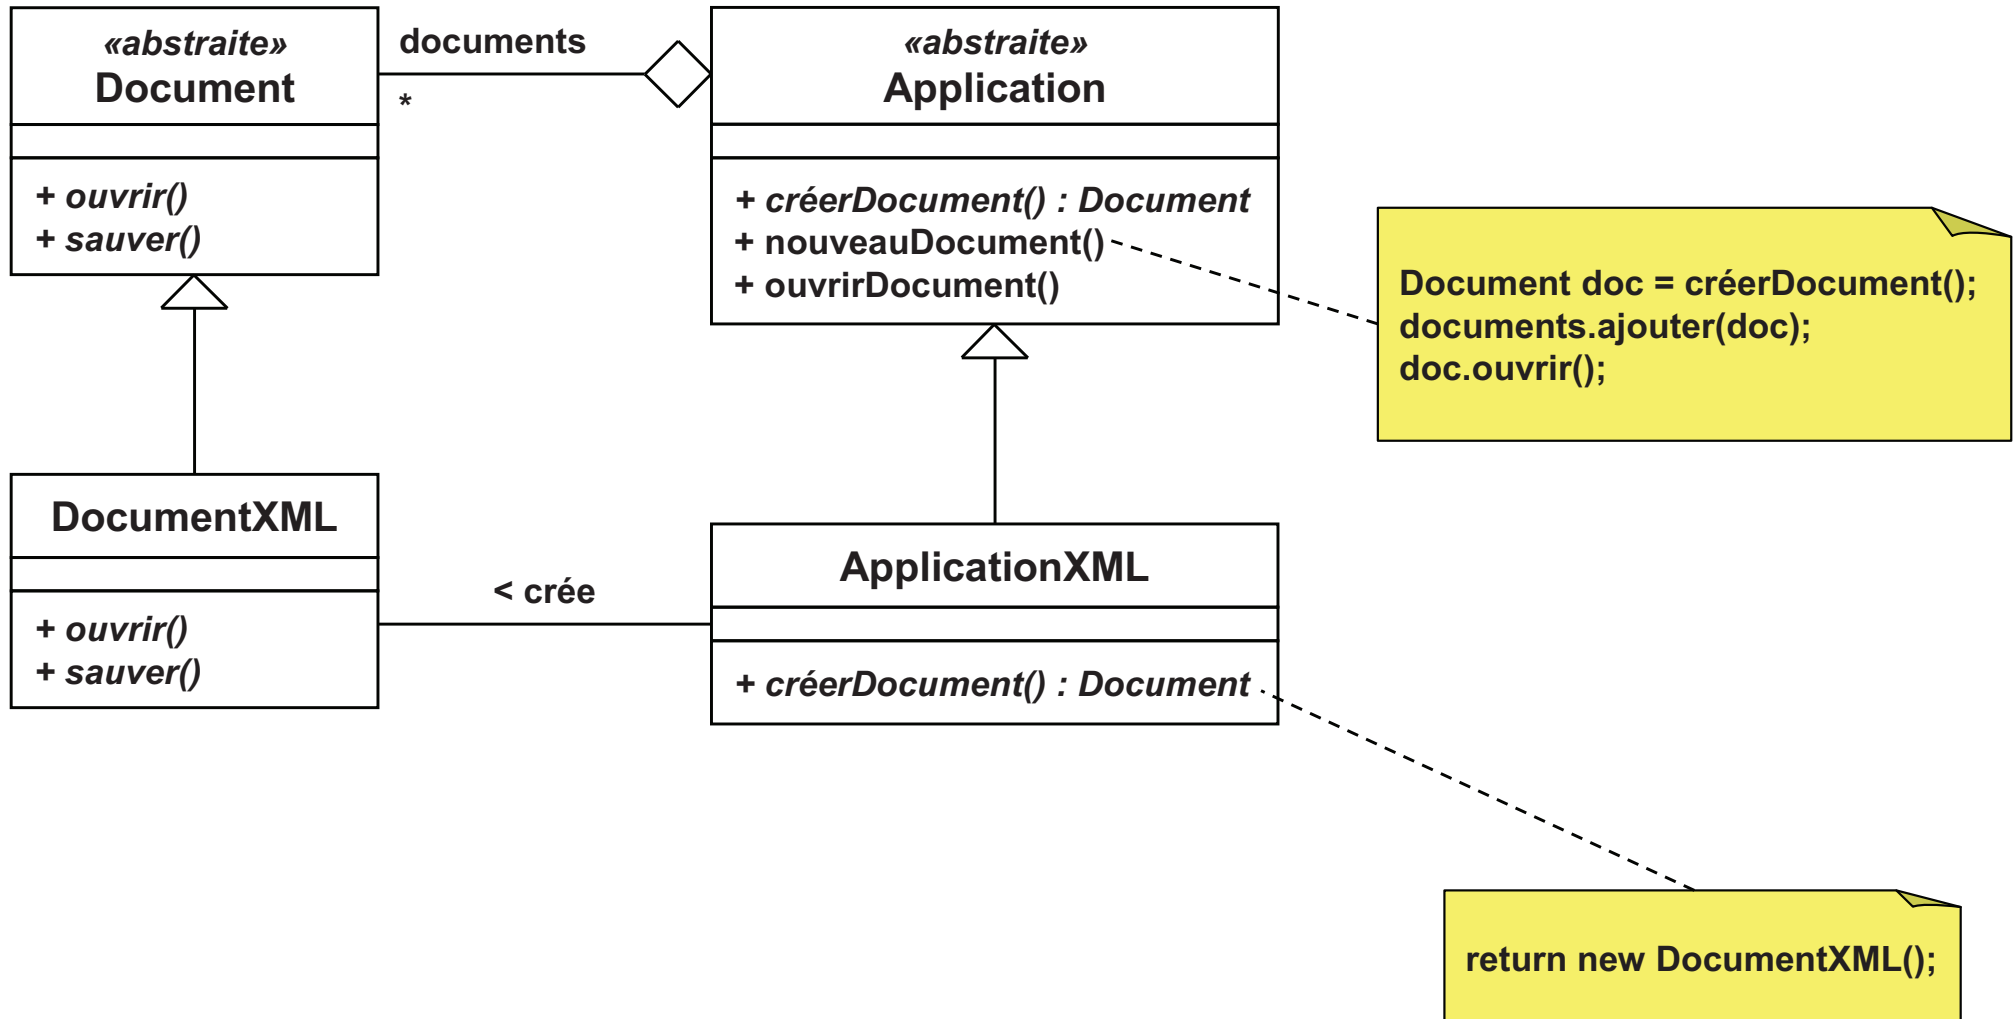 «abstraite»
Document
+ ouvrir()
+ sauver()
documents
*
«abstraite»
Application
+ créerDocument() : Document
+ nouveauDocument()
+ ouvrirDocument()
Document doc = créerDocument();
documents.ajouter(doc);
doc.ouvrir();
DocumentXML
+ ouvrir()
+ sauver()
< crée
ApplicationXML
+ créerDocument() : Document
return new DocumentXML();